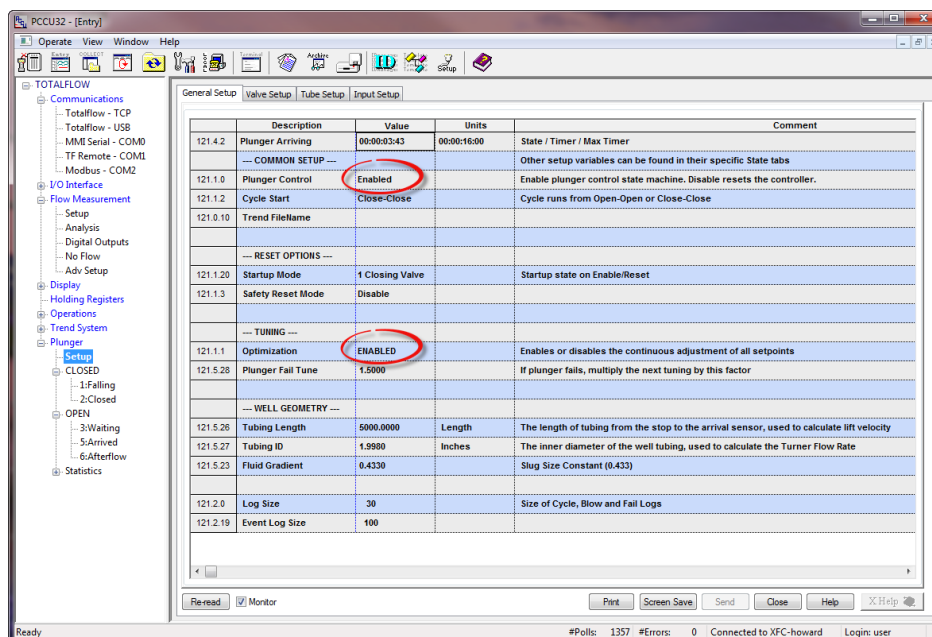 PCCU32 - [Entry]
Operate View Window Help
Entry COLLECT Terminal Archive ID Setup
TOTALFLOW
Communications
Totalflow - TCP
Totalflow - USB
MMI Serial - COM0
TF Remote - COM1
Modbus - COM2
I/O Interface
Flow Measurement
Setup
Analysis
Digital Outputs
No Flow
Adv Setup
Display
Holding Registers
Operations
Trend System
Plunger
Setup
CLOSED
1:Falling
2:Closed
OPEN
3:Waiting
5:Arrived
6:Afterflow
Statistics
General Setup Valve Setup Tube Setup Input Setup
Description Value Units Comment
121.4.2 Plunger Arriving 00:00:03:43 00:00:16:00 State / Timer / Max Timer
--- COMMON SETUP --- Other setup variables can be found in their specific State tabs
121.1.0 Plunger Control Enabled Enable plunger control state machine. Disable resets the controller.
121.1.2 Cycle Start Close-Close Cycle runs from Open-Open or Close-Close
121.0.10 Trend FileName
--- RESET OPTIONS ---
121.1.20 Startup Mode 1 Closing Valve Startup state on Enable/Reset
121.1.3 Safety Reset Mode Disable
--- TUNING ---
121.1.1 Optimization ENABLED Enables or disables the continuous adjustment of all setpoints
121.5.28 Plunger Fail Tune 1.5000 If plunger fails, multiply the next tuning by this factor
--- WELL GEOMETRY ---
121.5.26 Tubing Length 5000.0000 Length The length of tubing from the stop to the arrival sensor, used to calculate lift velocity
121.5.27 Tubing ID 1.9980 Inches The inner diameter of the well tubing, used to calculate the Turner Flow Rate
121.5.23 Fluid Gradient 0.4330 Slug Size Constant (0.433)
121.2.0 Log Size 30 Size of Cycle, Blow and Fail Logs
121.2.19 Event Log Size 100
Re-read Monitor Print Screen Save Send Close Help X Help
Ready #Polls: 1357 #Errors: 0 Connected to XFC-howard Login: user